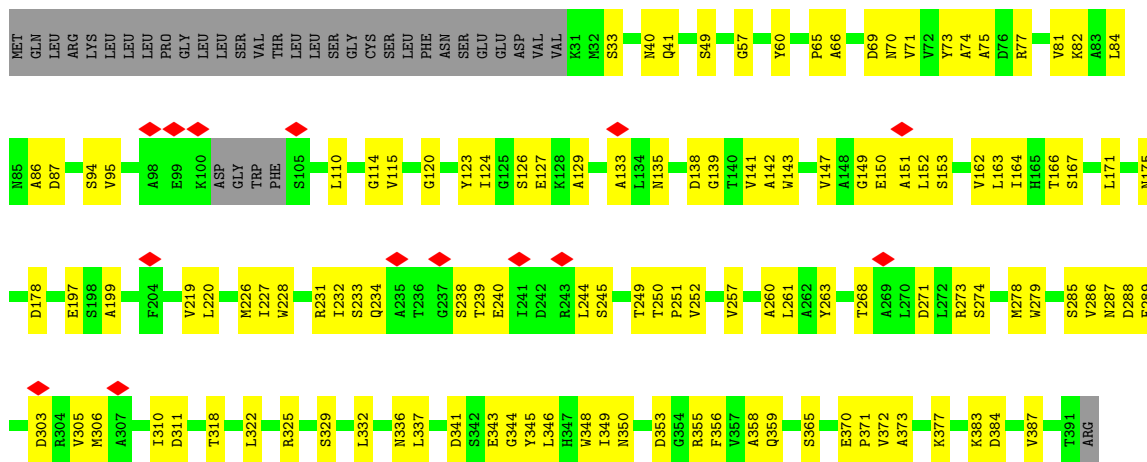 MET GLN LEU ARG LYS LEU LEU LEU LEU PRO GLY LEU LEU SER VAL THR LEU LEU SER GLY CYS SER LEU PHE ASN SER GLU GLU ASP VAL VAL K31 M32 S33 N40 Q41 S49 G57 Y60 P65 A66 D69 N70 V71 V72 Y73 A74 A75 D76 R77 V81 K82 A83 L84
N85 A86 D87 S94 V95 A98 E99 K100 ASP GLY TRP PHE S105 L110 G114 V115 G120 Y123 I124 G125 S126 E127 K128 A129 A133 L134 N135 D138 G139 T140 V141 A142 W143 V147 A148 G149 E150 A151 L152 S153 V162 L163 I164 H165 T166 S167 L171 N175
D178 E197 S198 A199 F204 V219 L220 M226 I227 W228 R231 I232 S233 Q234 A235 T236 G237 S238 T239 E240 I241 D242 R243 L244 S245 T249 T250 P251 V252 V257 A260 L261 A262 Y263 T268 A269 L270 D271 L272 R273 S274 M278 W279 S285 V286 N287 D288
D303 R304 V305 M306 A307 I310 D311 T318 L322 R325 S329 L332 N336 L337 D341 S342 E343 G344 Y345 L346 H347 W348 I349 N350 D353 G354 R355 F356 V357 A358 Q359 S365 E370 P371 V372 A373 K377 K383 D384 V387 T391 ARG